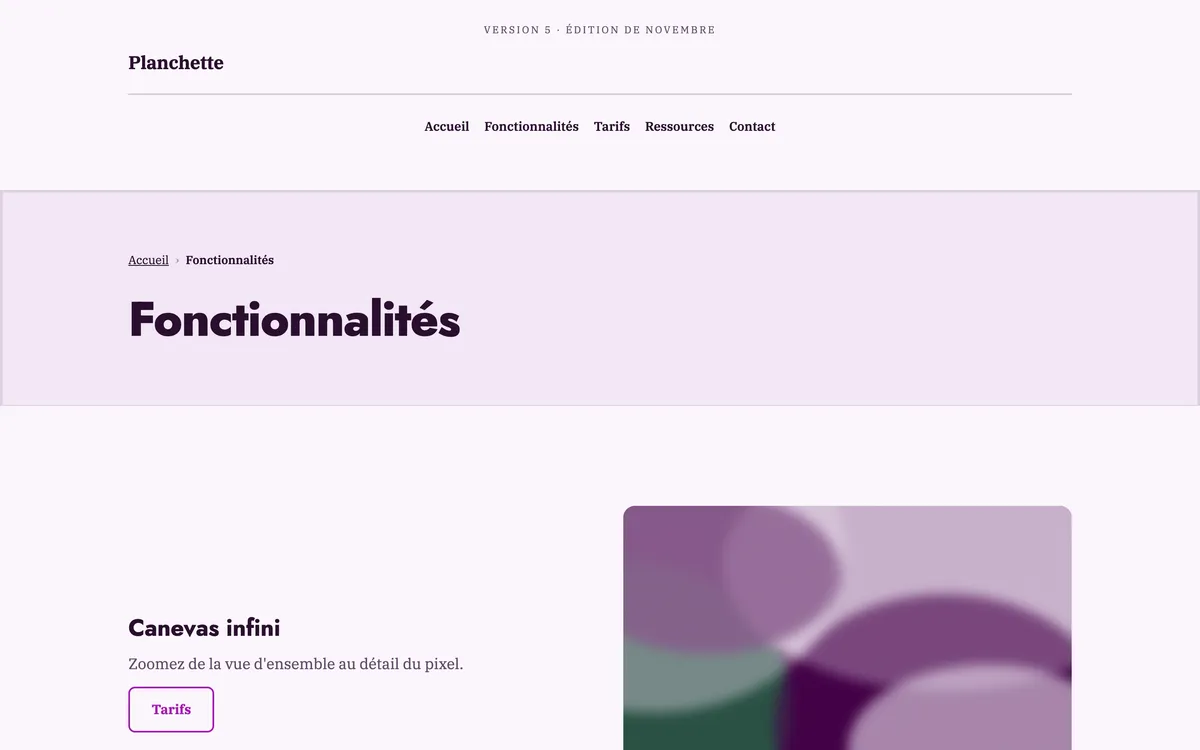 VERSION 5 · ÉDITION DE NOVEMBRE
Planchette
Accueil Fonctionnalités Tarifs Ressources Contact
Accueil › Fonctionnalités
Fonctionnalités
Canevas infini
Zoomez de la vue d'ensemble au détail du pixel.
Tarifs